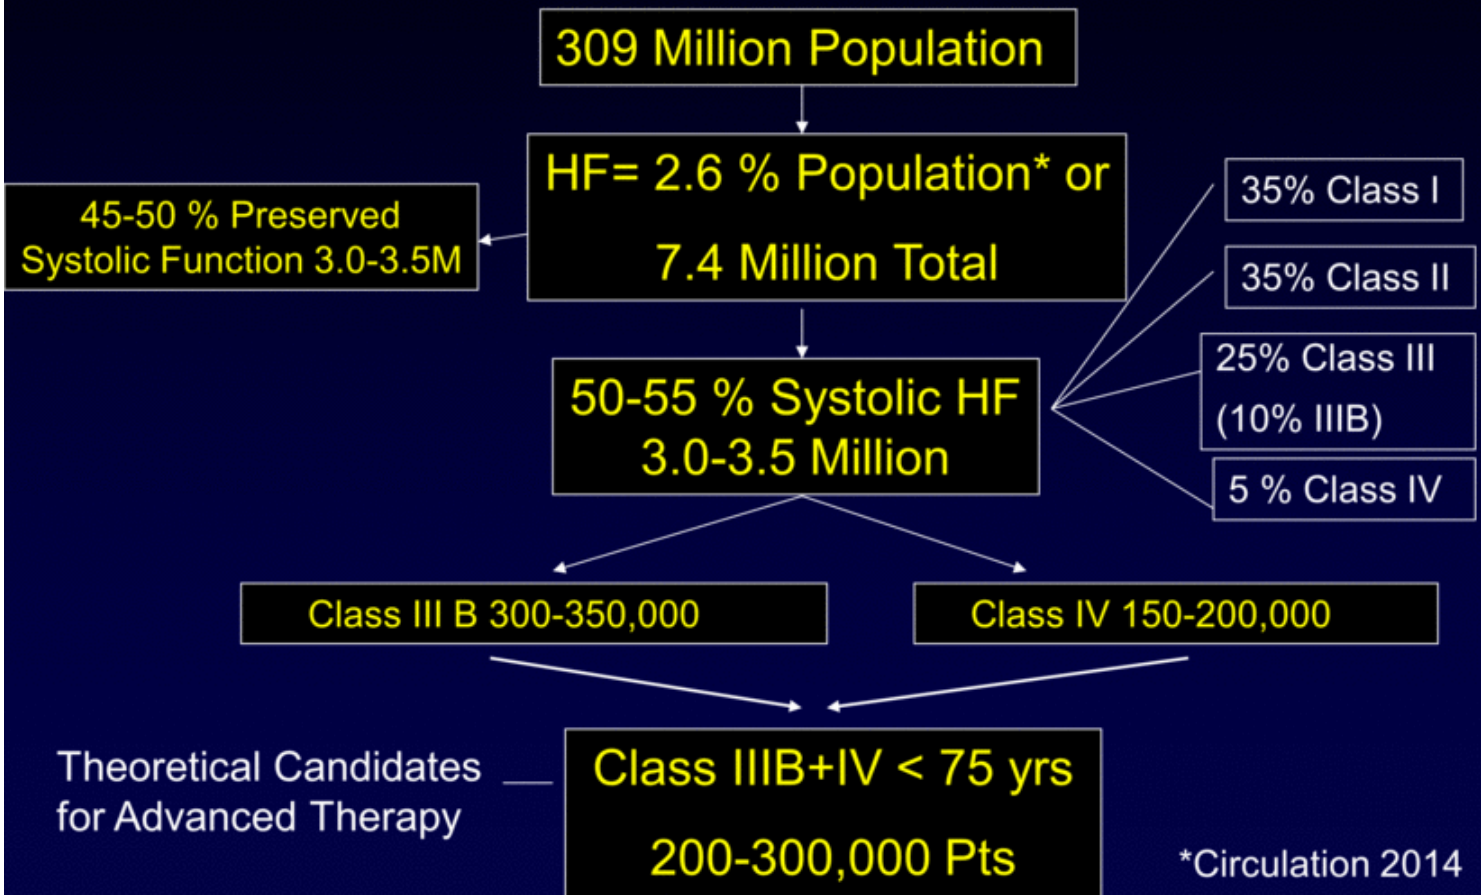 309 Million Population
HF= 2.6 % Population* or
7.4 Million Total
45-50 % Preserved
Systolic Function 3.0-3.5M
35% Class I
35% Class II
25% Class III
(10% IIIB)
5 % Class IV
50-55 % Systolic HF
3.0-3.5 Million
Class III B 300-350,000
Class IV 150-200,000
Theoretical Candidates
for Advanced Therapy
Class IIIB+IV < 75 yrs
200-300,000 Pts
*Circulation 2014